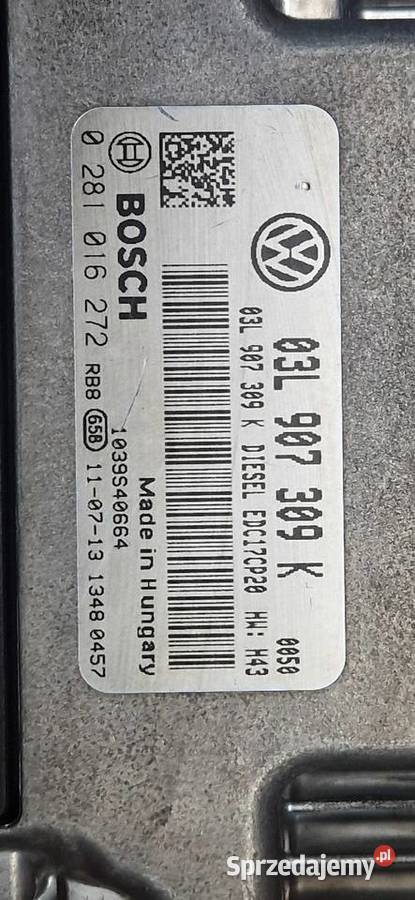 03L 907 309 K
0050
03L 907 309 K DIESEL EDC17CP20 HW: H43
BOSCH
Made in Hungary
1039S40664
0 281 016 272 RB8 65B 11-07-13 1348 0457
Sprzedajemy.pl